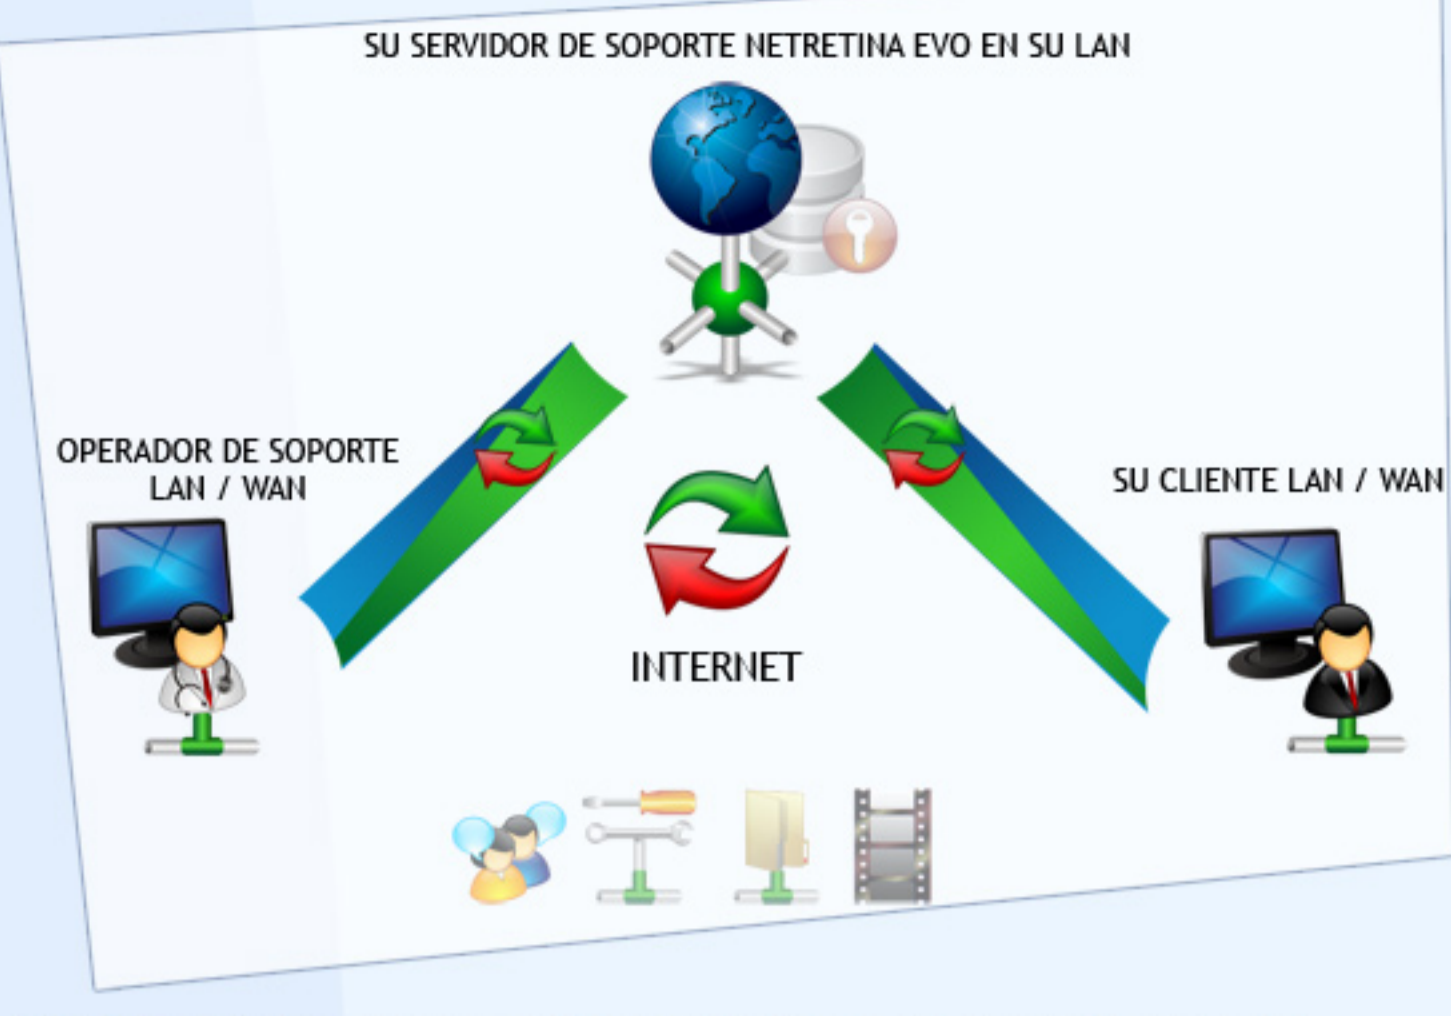 SU SERVIDOR DE SOPORTE NETRETINA EVO EN SU LAN
OPERADOR DE SOPORTE
LAN / WAN
SU CLIENTE LAN / WAN
INTERNET